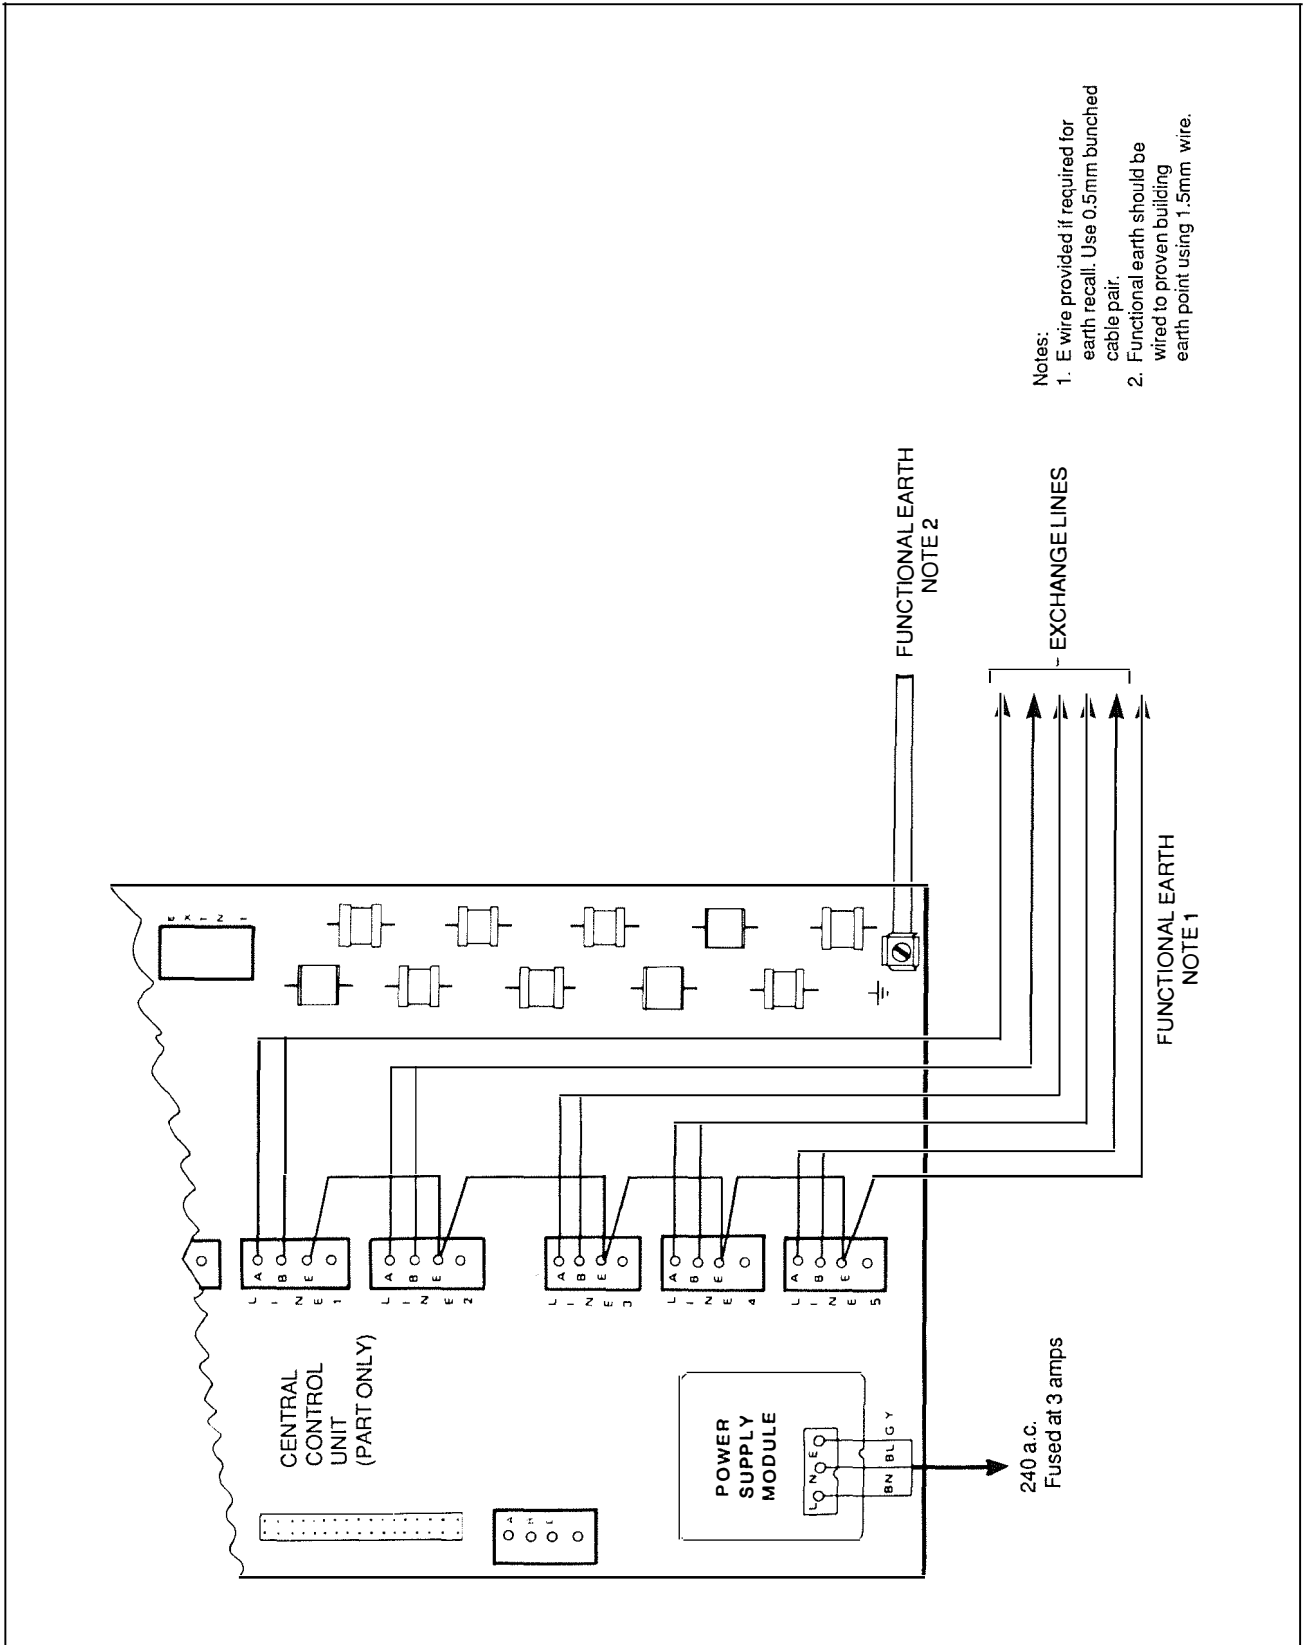 CENTRAL
CONTROL
UNIT
(PART ONLY)
LINE 1
A B E
LINE 2
A B E
LINE 3
A B E
LINE 4
A B E
LINE 5
A B E
POWER
SUPPLY
MODULE
L N E
BN BL G Y
240 a.c.
Fused at 3 amps
FUNCTIONAL EARTH
NOTE 1
FUNCTIONAL EARTH
NOTE 2
EXCHANGE LINES
Notes:
1. E wire provided if required for
earth recall. Use 0.5mm bunched
cable pair.
2. Functional earth should be
wired to proven building
earth point using 1.5mm wire.